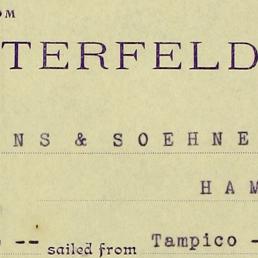 OM
TERFELD
NS & SOEHNE
HAM
-- sailed from Tampico -